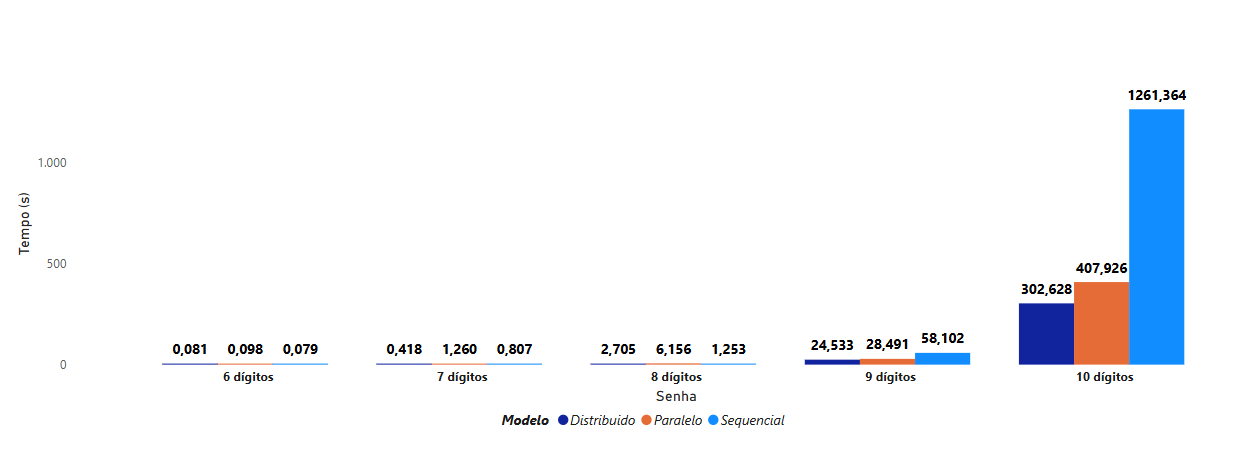 1261,364
1.000
407,926
302,628
500
58,102
28,491
24,533
0,081 0,098 0,079 0,418 1,260 0,807 2,705 6,156 1,253
0
6 dígitos 7 dígitos 8 dígitos 9 dígitos 10 dígitos
Tempo (s)
Senha
Modelo Distribuido Paralelo Sequencial